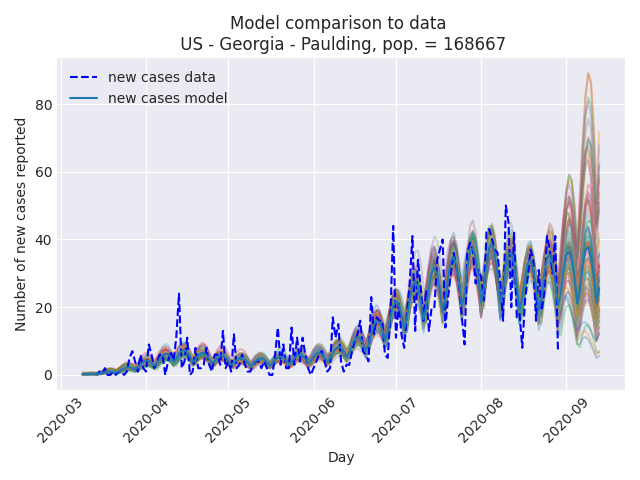 Model comparison to data
US - Georgia - Paulding, pop. = 168667
new cases data
new cases model
Number of new cases reported
80
60
40
20
0
2020-03
2020-04
2020-05
2020-06
2020-07
2020-08
2020-09
Day